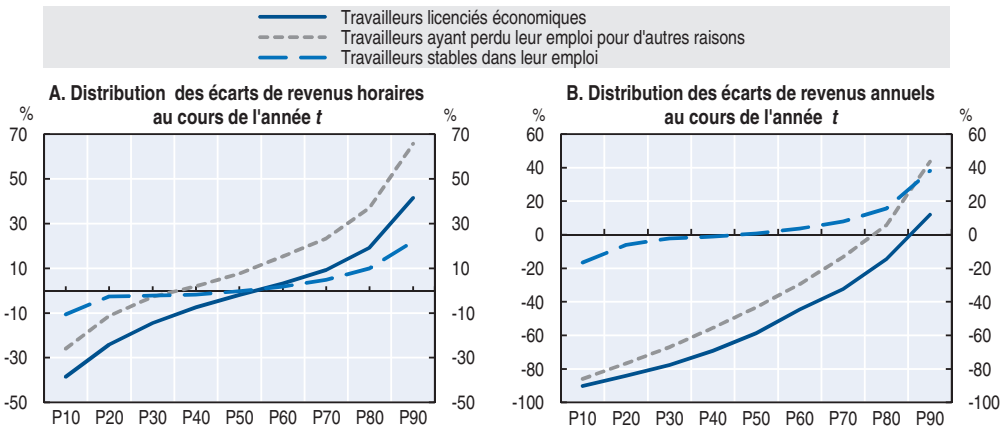 Travailleurs licenciés économiques
Travailleurs ayant perdu leur emploi pour d'autres raisons
Travailleurs stables dans leur emploi
A. Distribution des écarts de revenus horaires
au cours de l'année t
% %
70 70
50 50
30 30
10 10
-10 -10
-30 -30
-50 -50
P10 P20 P30 P40 P50 P60 P70 P80 P90
B. Distribution des écarts de revenus annuels
au cours de l'année t
% %
60 60
40 40
20 20
0 0
-20 -20
-40 -40
-60 -60
-80 -80
-100 -100
P10 P20 P30 P40 P50 P60 P70 P80 P90